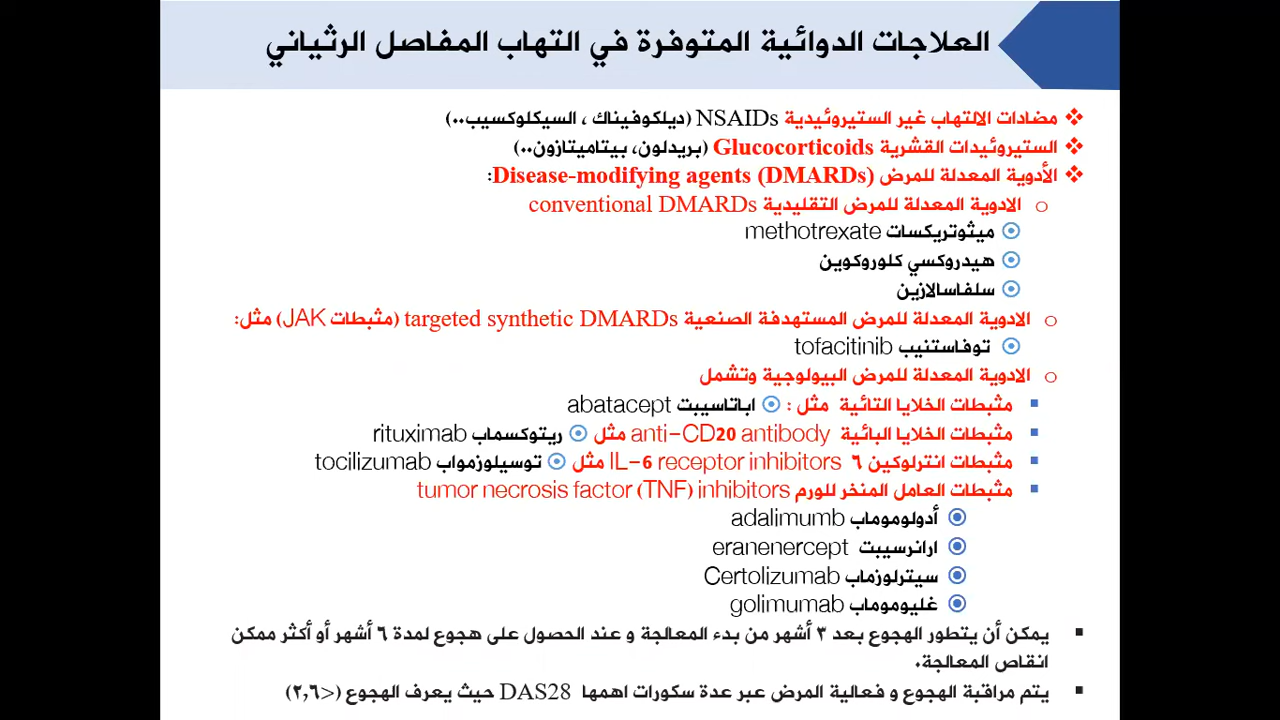 العلاجات الدوائية المتوفرة في التهاب المفاصل الرثياني
مضادات الالتهاب غير الستيروئيدية NSAIDs (ديلكوفيناك ، السيكلوكسيب..)
الستيروئيدات القشرية Glucocorticoids (بريدلون، بيتاميتازون..)
الأدوية المعدلة للمرض Disease-modifying agents (DMARDs):
الادوية المعدلة للمرض التقليدية conventional DMARDs
ميثوتريكسات methotrexate
هيدروكسي كلوروكوين
سلفاسالازين
الادوية المعدلة للمرض المستهدفة الصنعية targeted synthetic DMARDs (مثبطات JAK) مثل:
توفاستنيب tofacitinib
الادوية المعدلة للمرض البيولوجية وتشمل
مثبطات الخلايا التائية مثل : اباتاسيبت abatacept
مثبطات الخلايا البائية anti-CD20 antibody مثل ريتوكسماب rituximab
مثبطات انترلوكين ٦ IL-6 receptor inhibitors مثل توسيلوزمواب tocilizumab
مثبطات العامل المنخر للورم tumor necrosis factor (TNF) inhibitors
أدولوموماب adalimumb
ارانرسيبت eranenercept
سيترلوزماب Certolizumab
غليوموماب golimumab
يمكن أن يتطور الهجوع بعد ٣ أشهر من بدء المعالجة و عند الحصول على هجوع لمدة ٦ أشهر أو أكثر ممكن
انقاص المعالجة.
يتم مراقبة الهجوع و فعالية المرض عبر عدة سكورات اهمها DAS28 حيث يعرف الهجوع (<٢,٦)